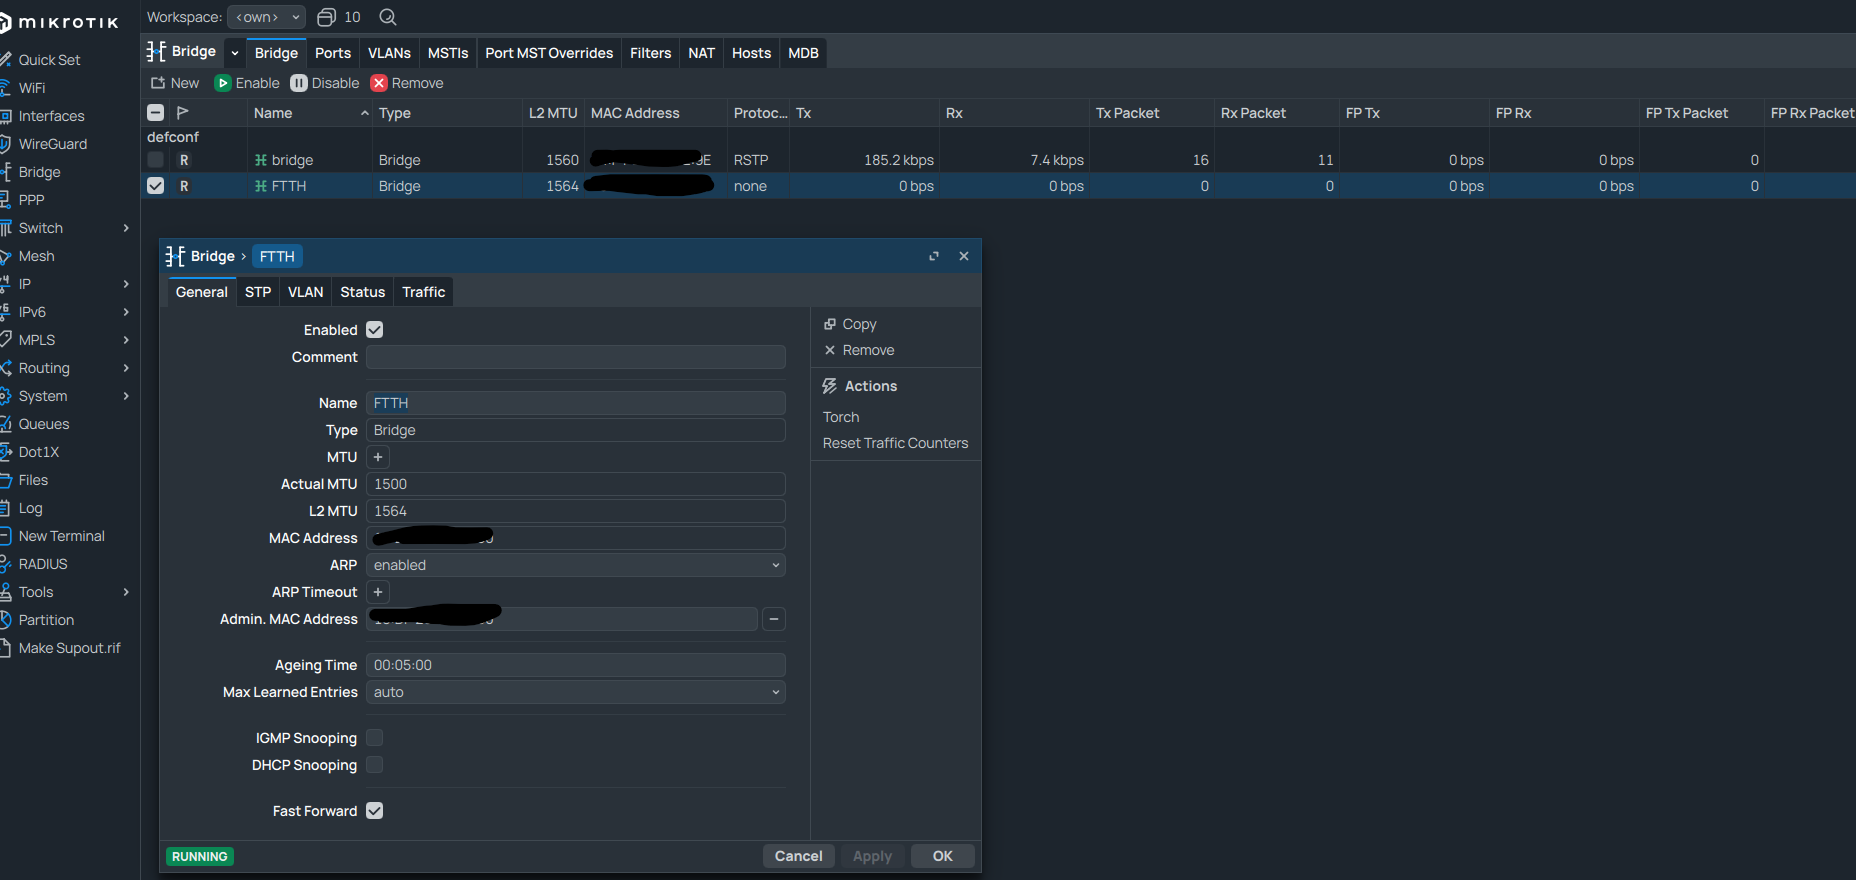 MIKROTIK
Workspace: <own> 10
Quick Set
WiFi
Interfaces
WireGuard
Bridge
PPP
Switch
Mesh
IP
IPv6
MPLS
Routing
System
Queues
Dot1X
Files
Log
New Terminal
RADIUS
Tools
Partition
Make Supout.rif
Bridge Bridge Ports VLANs MSTIs Port MST Overrides Filters NAT Hosts MDB
New Enable Disable Remove
Name Type L2 MTU MAC Address Protoc... Tx Rx Tx Packet Rx Packet FP Tx FP Rx FP Tx Packet FP Rx Packet
defconf
R bridge Bridge 1560 9E RSTP 185.2 kbps 7.4 kbps 16 11 0 bps 0 bps 0
R FTTH Bridge 1564 none 0 bps 0 bps 0 0 0 bps 0 bps 0
Bridge › FTTH
General STP VLAN Status Traffic
Enabled
Comment
Name FTTH
Type Bridge
MTU +
Actual MTU 1500
L2 MTU 1564
MAC Address
ARP enabled
ARP Timeout +
Admin. MAC Address
Ageing Time 00:05:00
Max Learned Entries auto
IGMP Snooping
DHCP Snooping
Fast Forward
Copy
Remove
Actions
Torch
Reset Traffic Counters
RUNNING Cancel Apply OK